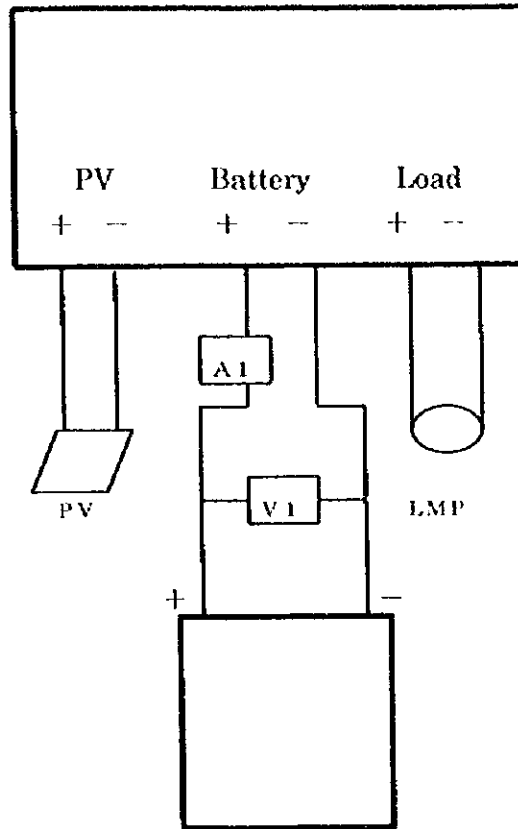 PV Battery Load
+ - + - + -
A1
V1
PV LMP
+ -